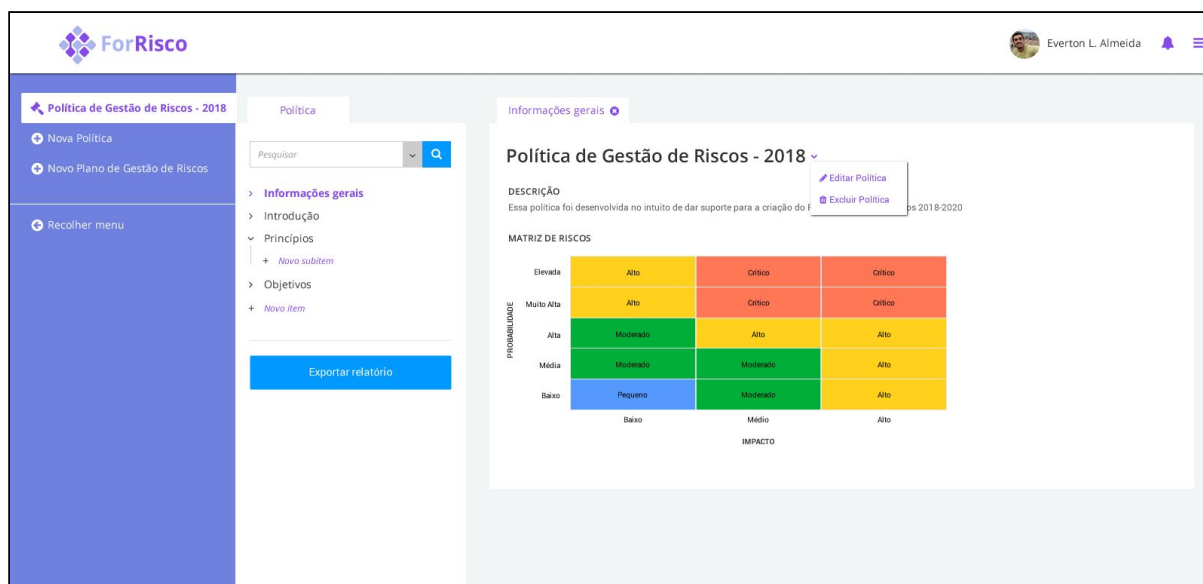 ForRisco
Everton L. Almeida
Política de Gestão de Riscos - 2018
Nova Política
Novo Plano de Gestão de Riscos
Recolher menu
Política
Pesquisar
Informações gerais
Introdução
Princípios
+ Novo subitem
Objetivos
+ Novo item
Exportar relatório
Informações gerais
Política de Gestão de Riscos - 2018
Editar Política
Excluir Política
DESCRIÇÃO
Essa política foi desenvolvida no intuito de dar suporte para a criação do 2018-2020
MATRIZ DE RISCOS
PROBABILIDADE
Elevada Alto Crítico Crítico
Muito Alta Alto Crítico Crítico
Alta Moderado Alto Alto
Média Moderado Moderado Alto
Baixo Pequeno Moderado Alto
Baixo Médio Alto
IMPACTO